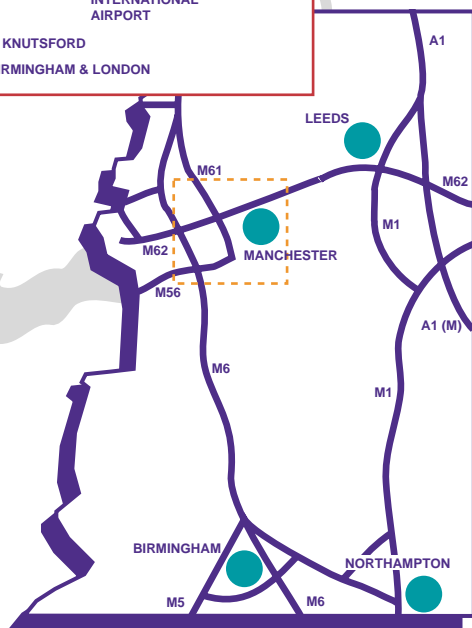 AIRPORT
KNUTSFORD
RMINGHAM & LONDON
A1
LEEDS
M61
M62
M1
M62
MANCHESTER
M56
A1 (M)
M6
M1
BIRMINGHAM
NORTHAMPTON
M5
M6